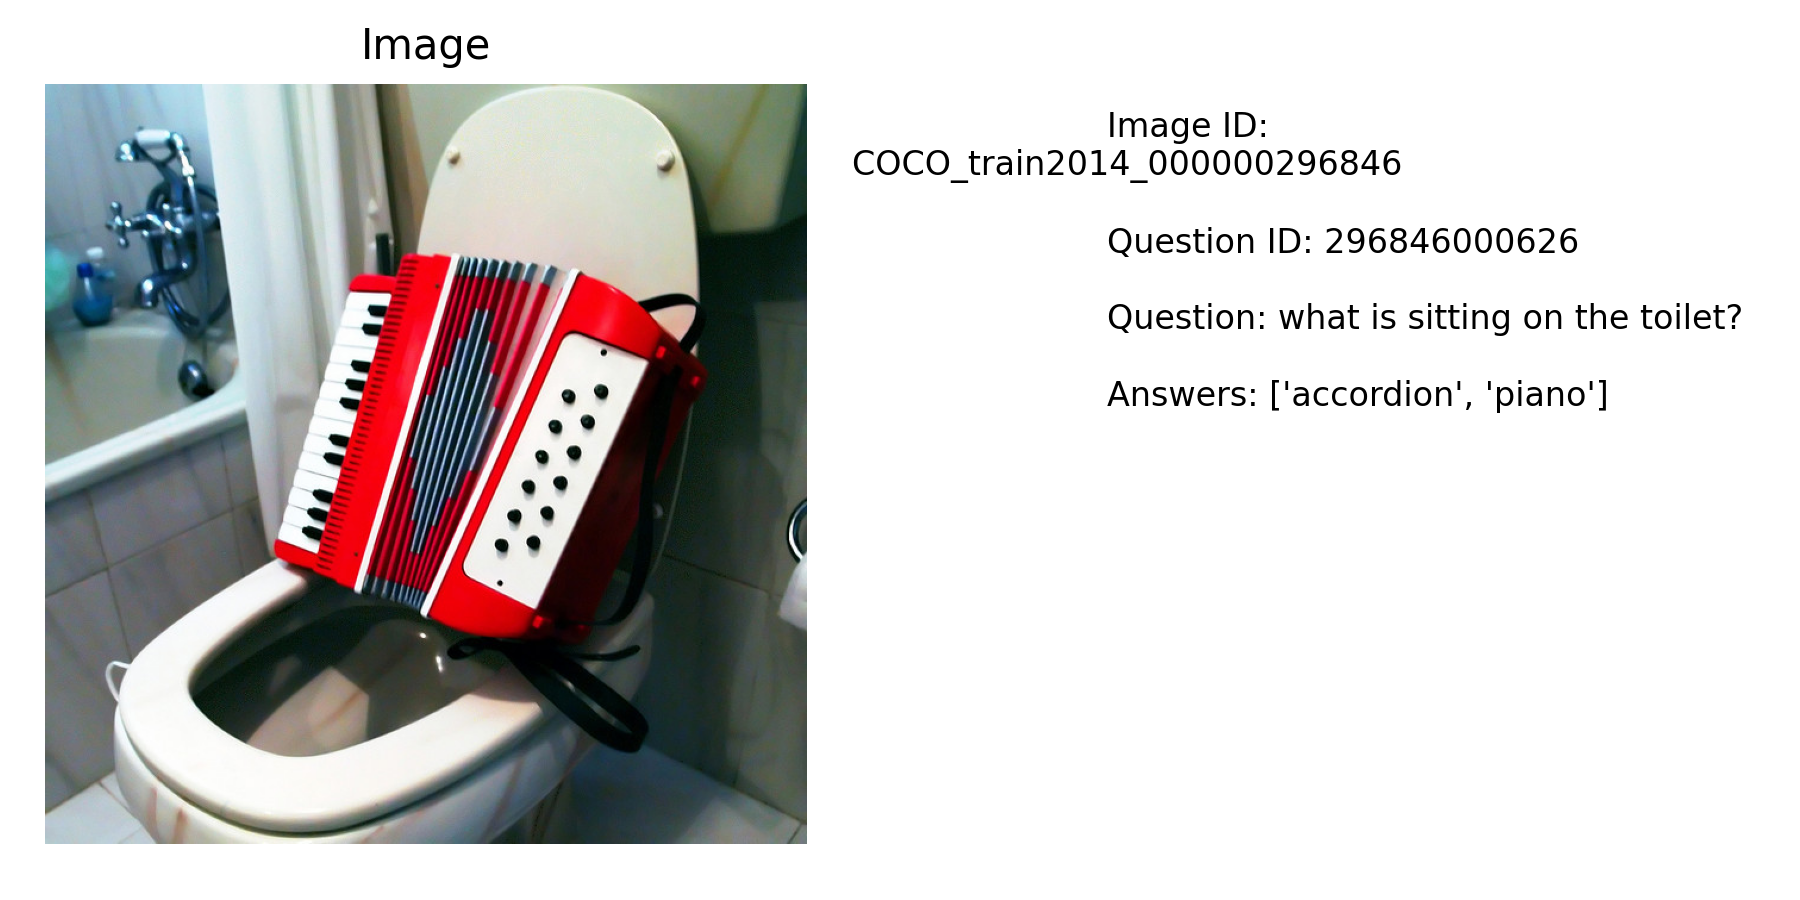 Image
Image ID:
COCO_train2014_000000296846
Question ID: 296846000626
Question: what is sitting on the toilet?
Answers: ['accordion', 'piano']